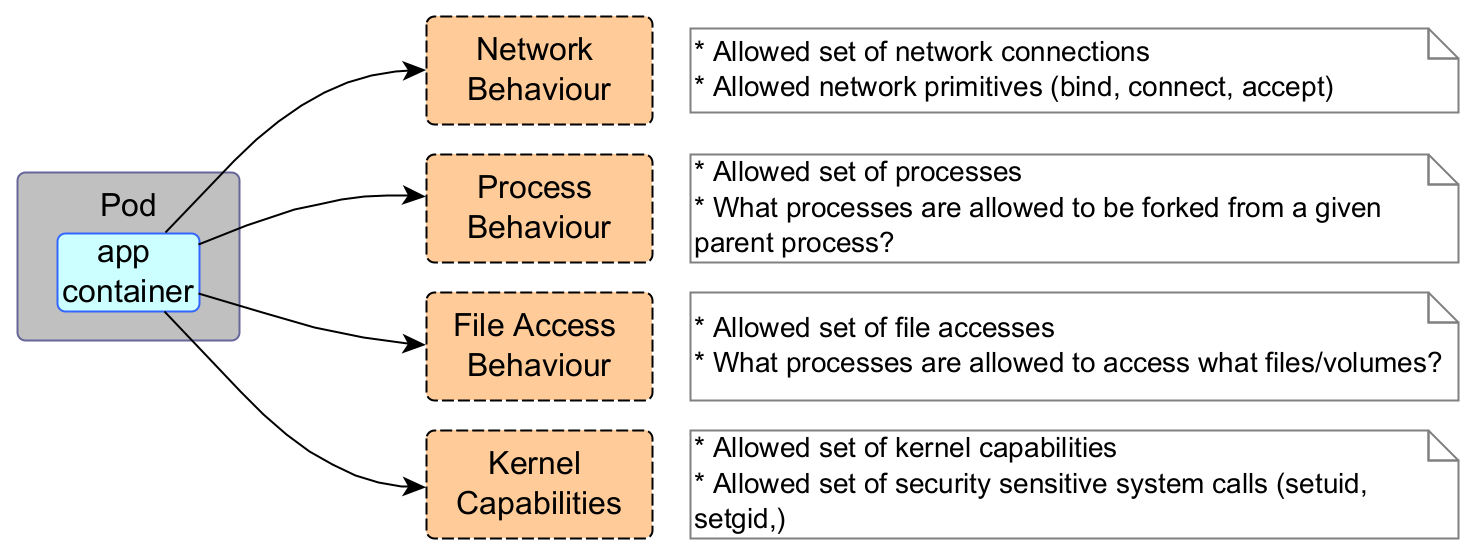 Network
Behaviour
* Allowed set of network connections
* Allowed network primitives (bind, connect, accept)
Pod
app
container
Process
Behaviour
* Allowed set of processes
* What processes are allowed to be forked from a given
parent process?
File Access
Behaviour
* Allowed set of file accesses
* What processes are allowed to access what files/volumes?
Kernel
Capabilities
* Allowed set of kernel capabilities
* Allowed set of security sensitive system calls (setuid,
setgid,)